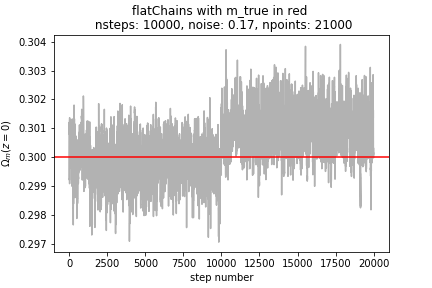 flatChains with m_true in red
nsteps: 10000, noise: 0.17, npoints: 21000
0.304
0.303
0.302
0.301
0.300
0.299
0.298
0.297
Ωm(z = 0)
0 2500 5000 7500 10000 12500 15000 17500 20000
step number